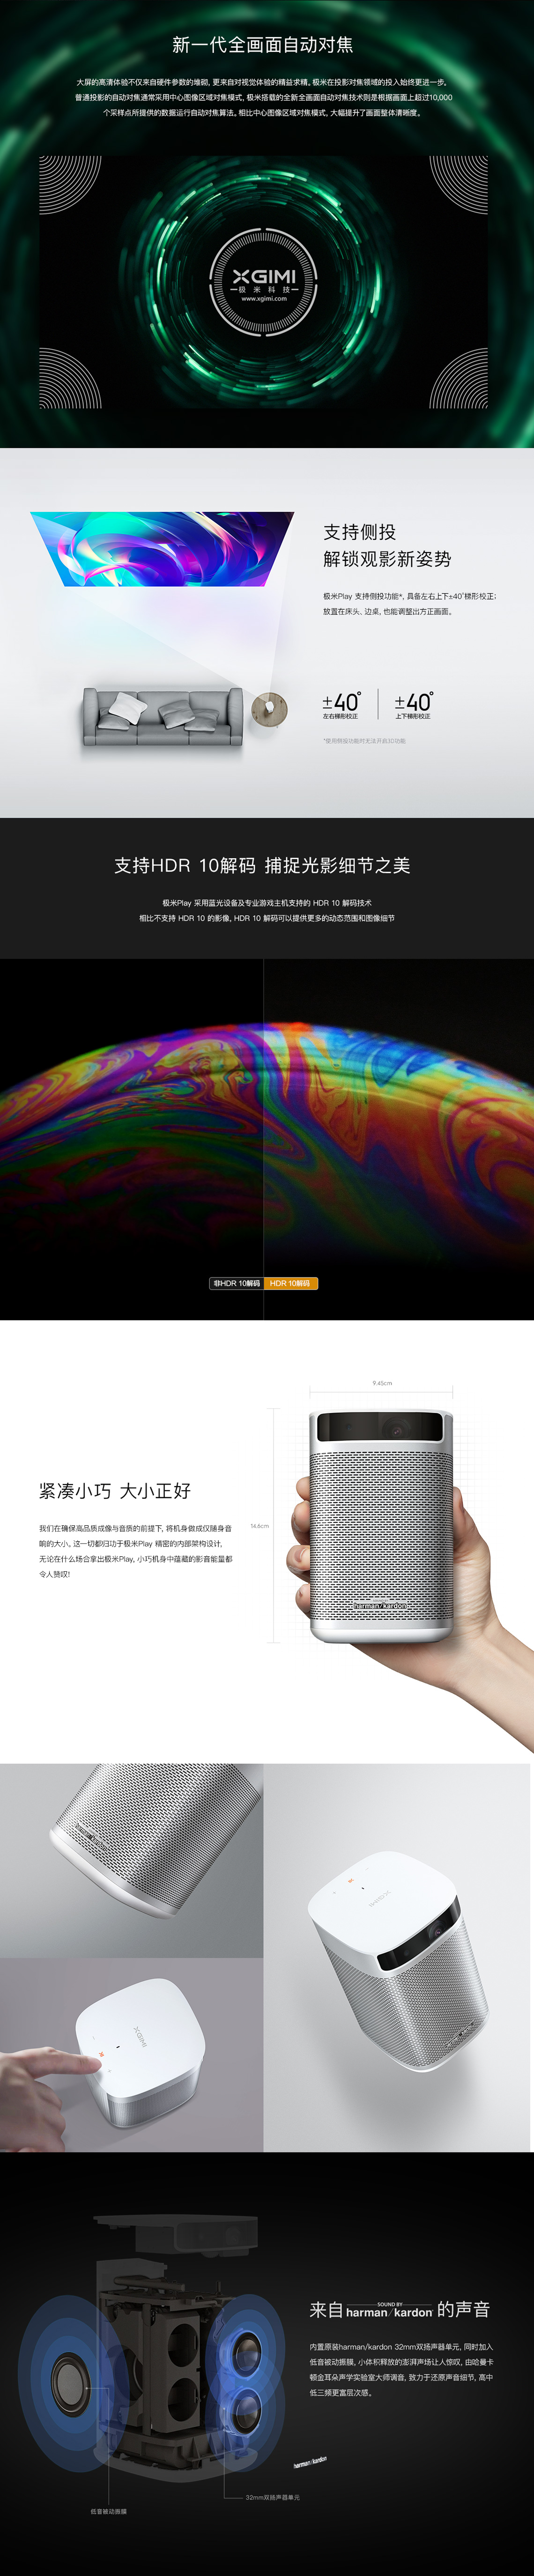 新一代全画面自动对焦
大屏的高清体验不仅来自硬件参数的堆砌, 更来自对视觉体验的精益求精。极米在投影对焦领域的投入始终更进一步。
普通投影的自动对焦通常采用中心图像区域对焦模式, 极米搭载的全新全画面自动对焦技术则是根据画面上超过10,000
个采样点所提供的数据运行自动对焦算法。相比中心图像区域对焦模式, 大幅提升了画面整体清晰度。
XGIMI
极米科技
www.xgimi.com
支持侧投
解锁观影新姿势
极米Play 支持侧投功能*, 具备左右上下±40°梯形校正;
放置在床头、边桌, 也能调整出方正画面。
±40° ±40°
左右梯形校正 上下梯形校正
*使用侧投功能时无法开启3D功能
支持HDR 10解码 捕捉光影细节之美
极米Play 采用蓝光设备及专业游戏主机支持的 HDR 10 解码技术
相比不支持 HDR 10 的影像, HDR 10 解码可以提供更多的动态范围和图像细节
非HDR 10解码 HDR 10解码
9.45cm
紧凑小巧 大小正好
我们在确保高品质成像与音质的前提下, 将机身做成仅随身音
响的大小。这一切都归功于极米Play 精密的内部架构设计,
无论在什么场合拿出极米Play, 小巧机身中蕴藏的影音能量都
令人赞叹!
14.6cm
harman/kardon
harman/kardon
XGIMI
XGIMI
harman/kardon
SOUND BY
来自 harman/kardon 的声音
内置原装harman/kardon 32mm双扬声器单元, 同时加入
低音被动振膜, 小体积释放的澎湃声场让人惊叹, 由哈曼卡
顿金耳朵声学实验室大师调音, 致力于还原声音细节, 高中
低三频更富层次感。
harman/kardon
32mm双扬声器单元
低音被动振膜